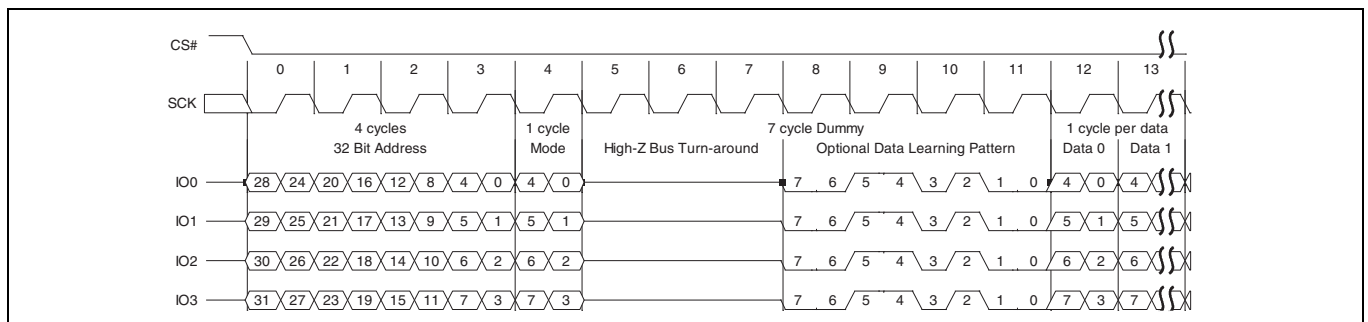 CS#
0 1 2 3 4 5 6 7 8 9 10 11 12 13
SCK
4 cycles 1 cycle 7 cycle Dummy 1 cycle per data
32 Bit Address Mode High-Z Bus Turn-around Optional Data Learning Pattern Data 0 Data 1
IO0 28 24 20 16 12 8 4 0 4 0 7 6 5 4 3 2 1 0 4 0 4
IO1 29 25 21 17 13 9 5 1 5 1 7 6 5 4 3 2 1 0 5 1 5
IO2 30 26 22 18 14 10 6 2 6 2 7 6 5 4 3 2 1 0 6 2 6
IO3 31 27 23 19 15 11 7 3 7 3 7 6 5 4 3 2 1 0 7 3 7